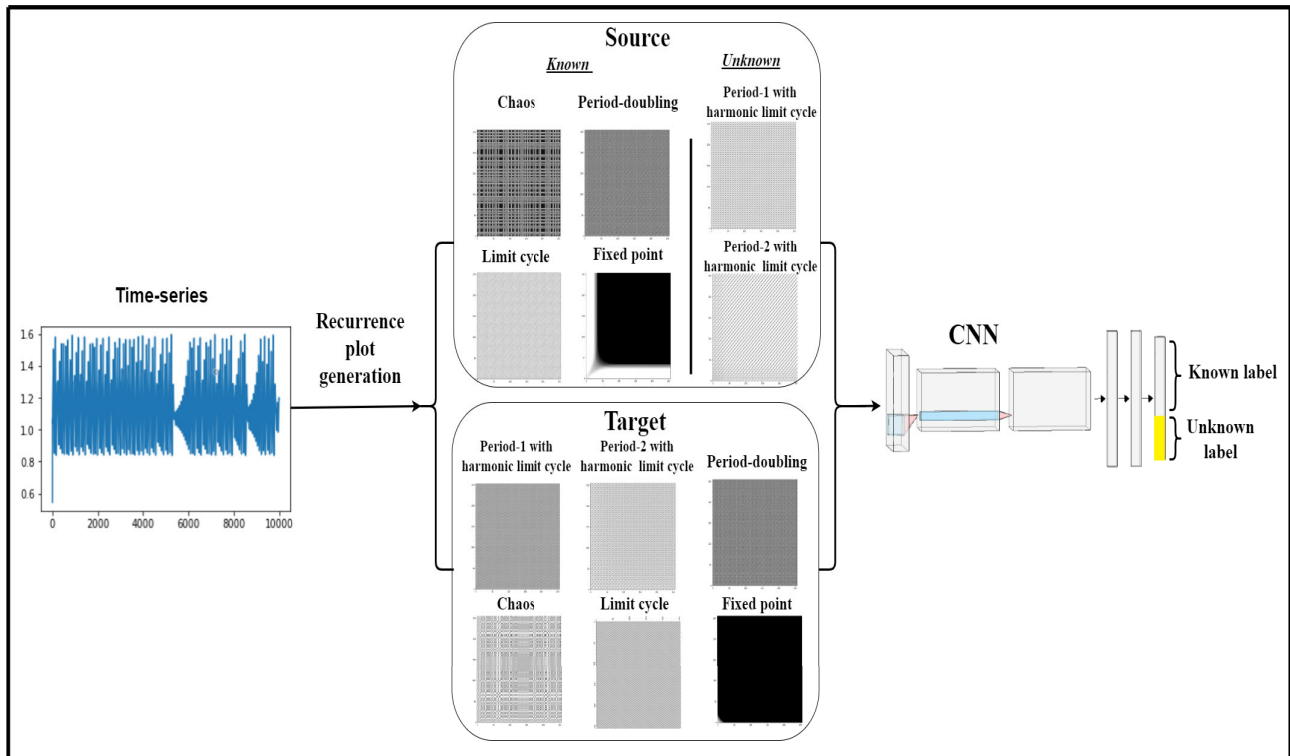 Source
Known
Unknown
Chaos
Period-doubling
Period-1 with
harmonic limit cycle
Limit cycle
Fixed point
Period-2 with
harmonic limit cycle
Time-series
1.6
1.4
1.2
1.0
0.8
0.6
0 2000 4000 6000 8000 10000
Recurrence
plot
generation
Target
Period-1 with
harmonic limit cycle
Period-2 with
harmonic limit cycle
Period-doubling
Chaos
Limit cycle
Fixed point
CNN
Known label
Unknown
label